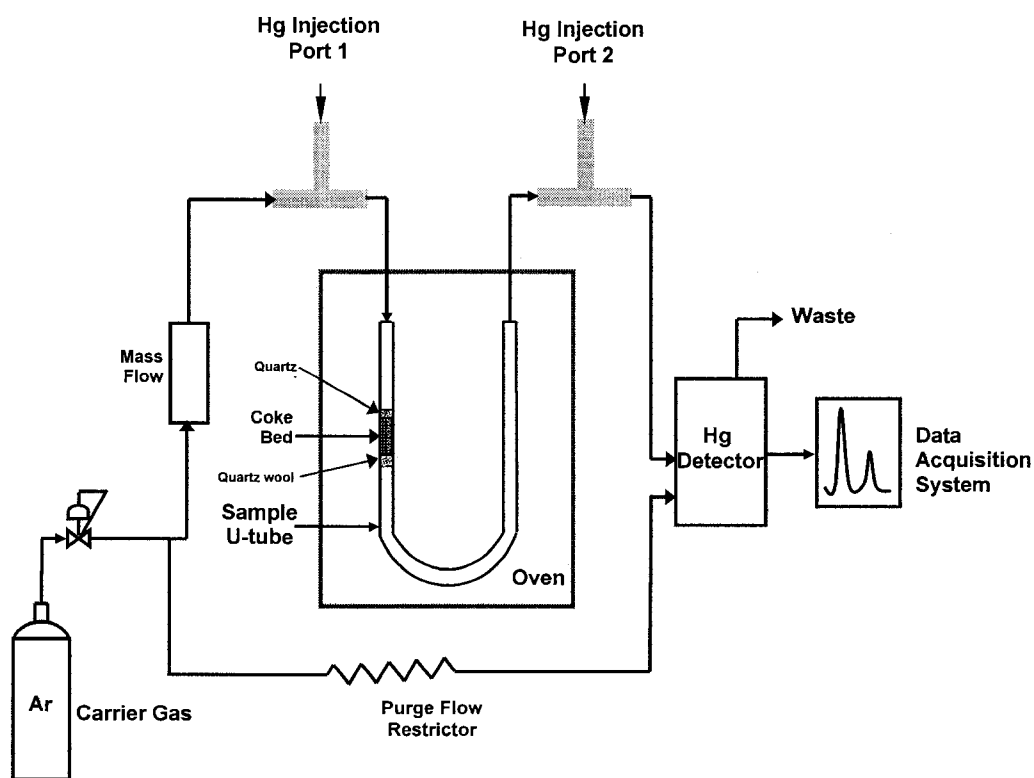 Hg Injection
Port 1
Hg Injection
Port 2
Mass
Flow
Quartz
Coke
Bed
Quartz wool
Sample
U-tube
Oven
Waste
Hg
Detector
Data
Acquisition
System
Ar
Carrier Gas
Purge Flow
Restrictor